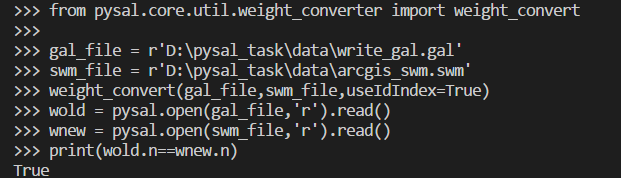 >>> from pysal.core.util.weight_converter import weight_convert
>>>
>>> gal_file = r'D:\pysal_task\data\write_gal.gal'
>>> swm_file = r'D:\pysal_task\data\arcgis_swm.swm'
>>> weight_convert(gal_file,swm_file,useIdIndex=True)
>>> wold = pysal.open(gal_file,'r').read()
>>> wnew = pysal.open(swm_file,'r').read()
>>> print(wold.n==wnew.n)
True